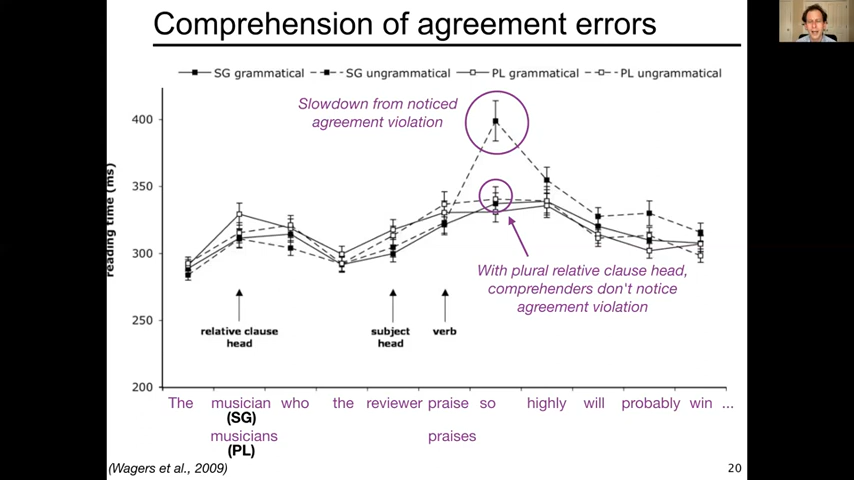 Comprehension of agreement errors
SG grammatical SG ungrammatical PL grammatical PL ungrammatical
Slowdown from noticed
agreement violation
400
350
300
250
200
reading time (ms)
With plural relative clause head,
comprehenders don't notice
agreement violation
relative clause
head
subject
head
verb
The musician who the reviewer praise so highly will probably win ...
(SG)
musicians praises
(PL)
(Wagers et al., 2009)
20